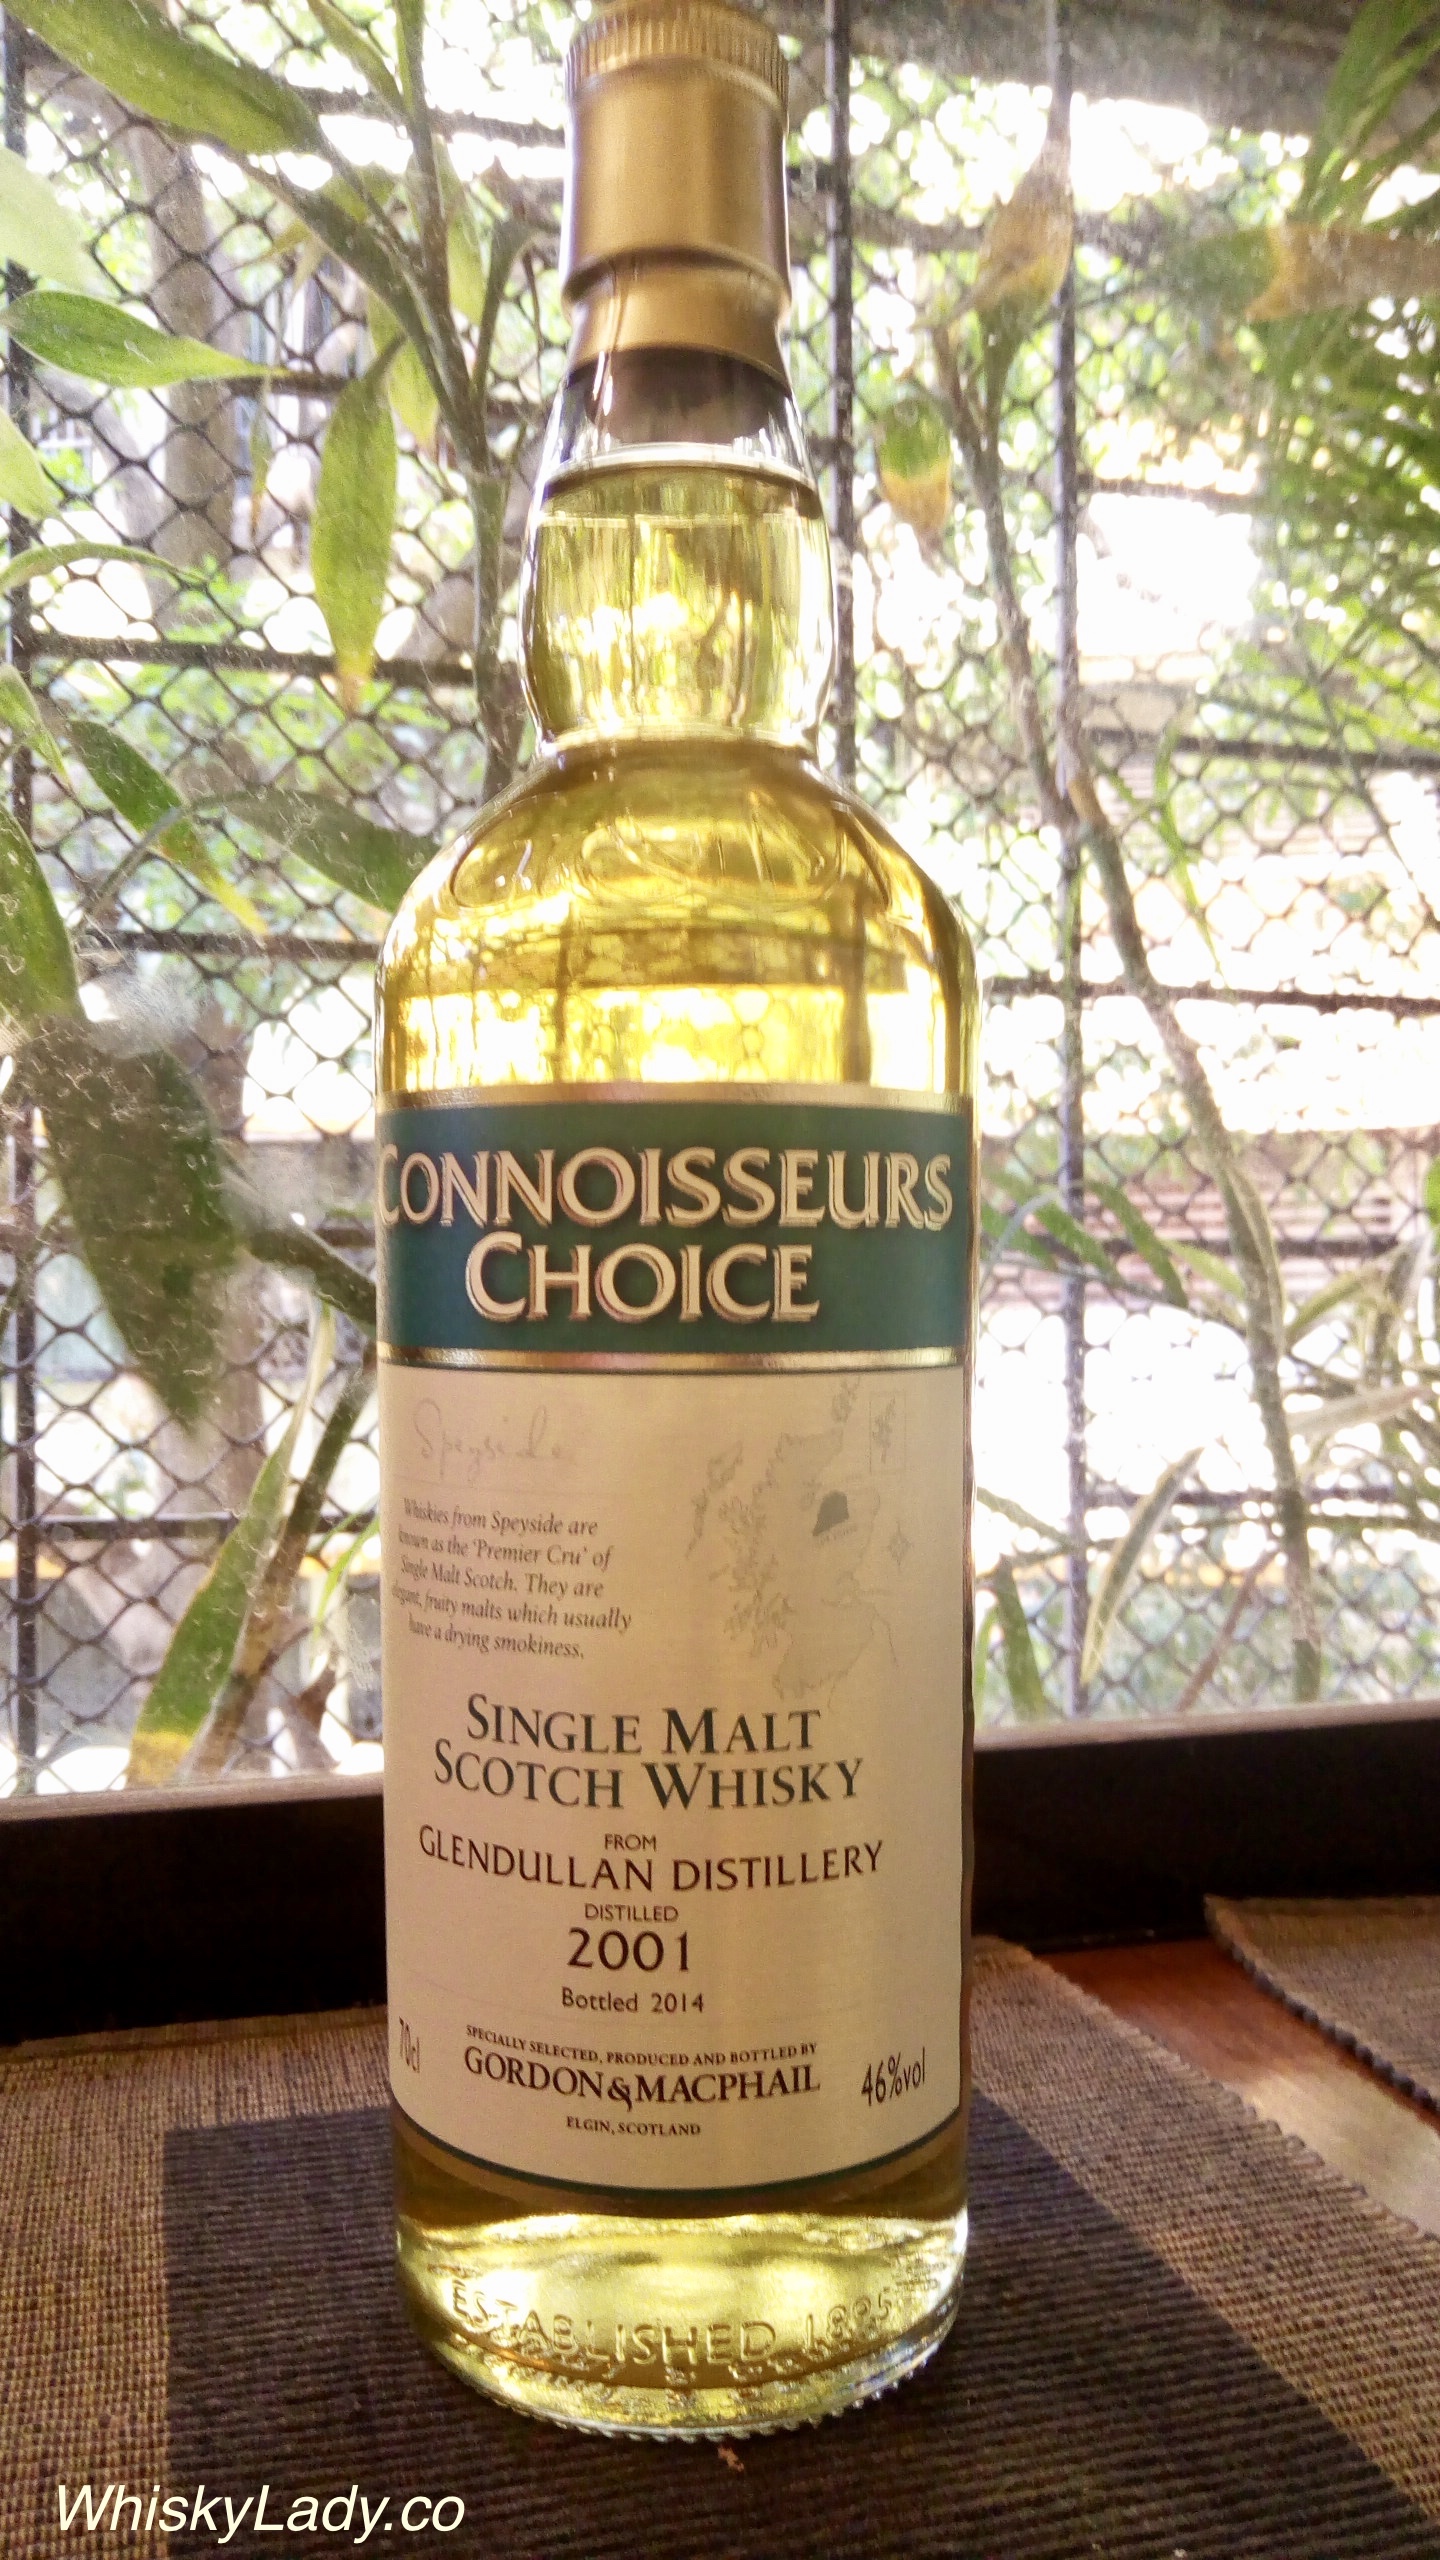 CONNOISSEURS
CHOICE
Speyside
Whiskies from Speyside are
known as the 'Premier Cru' of
Single Malt Scotch. They are
elegant, fruity malts which usually
have a drying smokiness.
SINGLE MALT
SCOTCH WHISKY
FROM
GLENDULLAN DISTILLERY
DISTILLED
2001
Bottled 2014
70cl
SPECIALLY SELECTED, PRODUCED AND BOTTLED BY
GORDON & MACPHAIL
46%vol
ELGIN, SCOTLAND
ESTABLISHED 1895
WhiskyLady.co